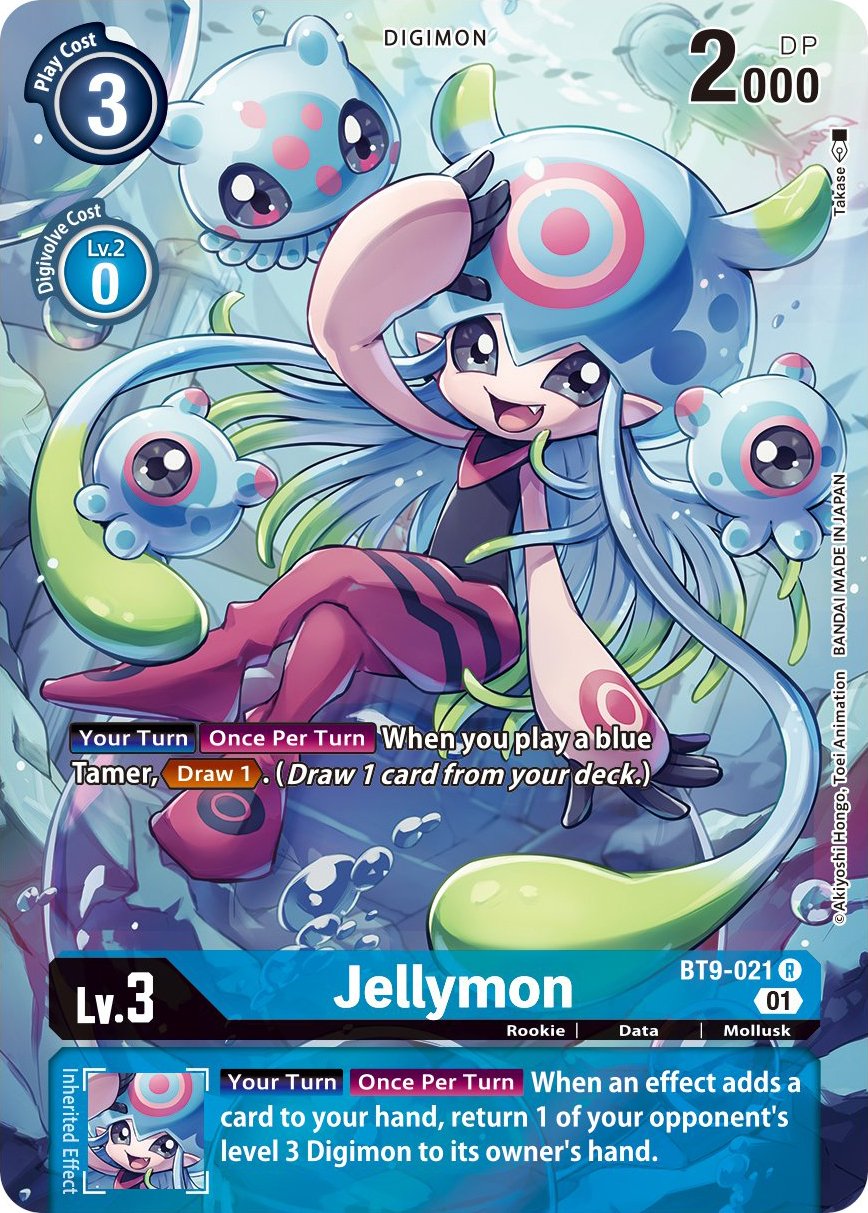 Play Cost
3
DIGIMON
DP
2000
Digivolve Cost
Lv.2
0
Takase
Your Turn Once Per Turn When you play a blue
Tamer, Draw 1. (Draw 1 card from your deck.)
©Akiyoshi Hongo, Toei Animation BANDAI MADE IN JAPAN
Lv.3
Jellymon
BT9-021 R
01
Rookie | Data | Mollusk
Inherited Effect
Your Turn Once Per Turn When an effect adds a
card to your hand, return 1 of your opponent's
level 3 Digimon to its owner's hand.